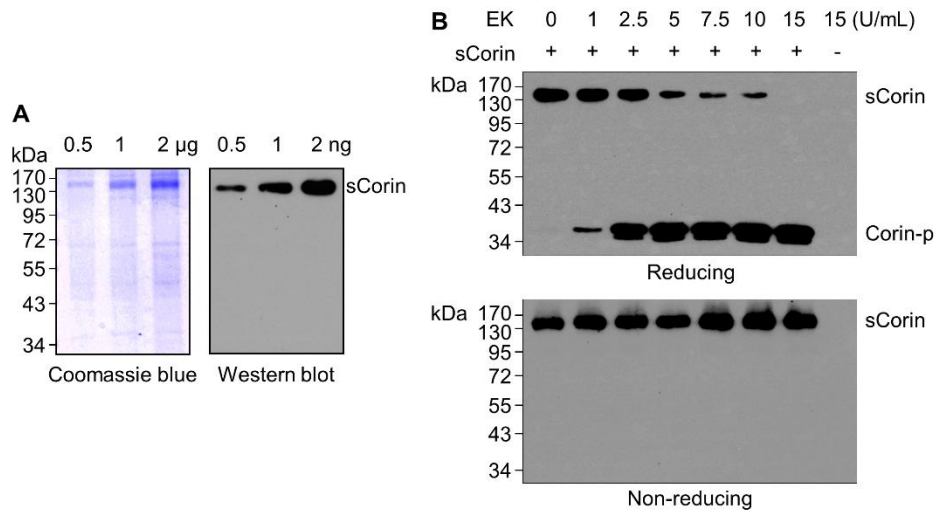 A
0.5 1 2 µg 0.5 1 2 ng
kDa
170
130
95
72
55
43
34
sCorin
Coomassie blue Western blot
B
EK 0 1 2.5 5 7.5 10 15 15 (U/mL)
sCorin + + + + + + + -
kDa 170
130
95
72
55
43
34
sCorin
Corin-p
Reducing
kDa 170
130
95
72
55
43
34
sCorin
Non-reducing